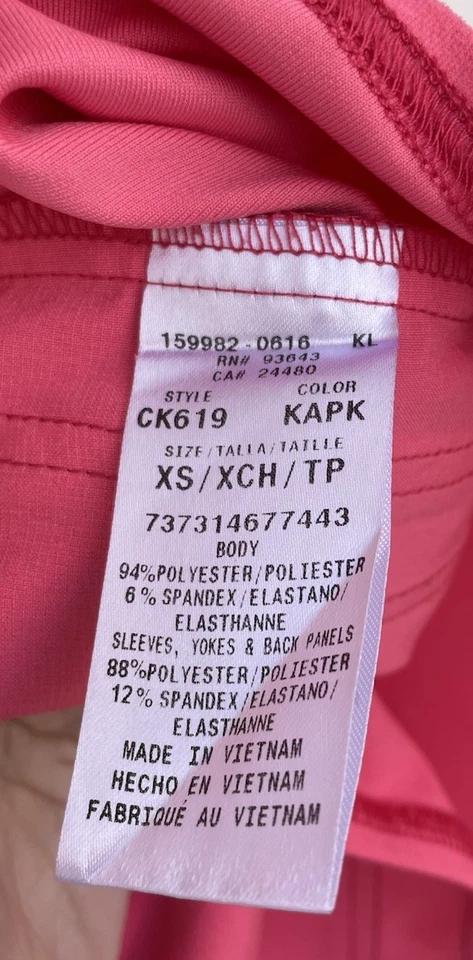 159982-0616 KL
RN# 93643
CA# 24480
STYLE COLOR
CK619 KAPK
SIZE/TALLA/TAILLE
XS/XCH/TP
737314677443
BODY
94%POLYESTER/POLIESTER
6% SPANDEX/ELASTANO/
ELASTHANNE
SLEEVES, YOKES & BACK PANELS
88%POLYESTER/POLIESTER
12% SPANDEX/ELASTANO/
ELASTHANNE
MADE IN VIETNAM
HECHO EN VIETNAM
FABRIQUÉ AU VIETNAM